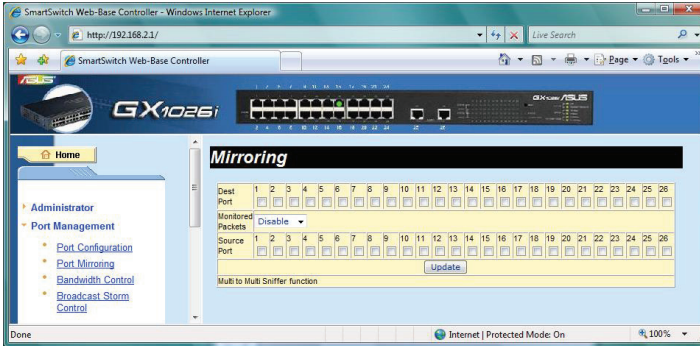 SmartSwitch Web-Base Controller - Windows Internet Explorer
http://192.168.2.1/
Live Search
SmartSwitch Web-Base Controller
Page
Tools
ASUS
GX1026i
GX1026i ASUS
Home
Mirroring
Administrator
Port Management
Port Configuration
Port Mirroring
Bandwidth Control
Broadcast Storm
Control
Dest Port 1 2 3 4 5 6 7 8 9 10 11 12 13 14 15 16 17 18 19 20 21 22 23 24 25 26
Monitored Packets Disable
Source Port 1 2 3 4 5 6 7 8 9 10 11 12 13 14 15 16 17 18 19 20 21 22 23 24 25 26
Update
Multi to Multi Sniffer function
Done
Internet | Protected Mode: On
100%